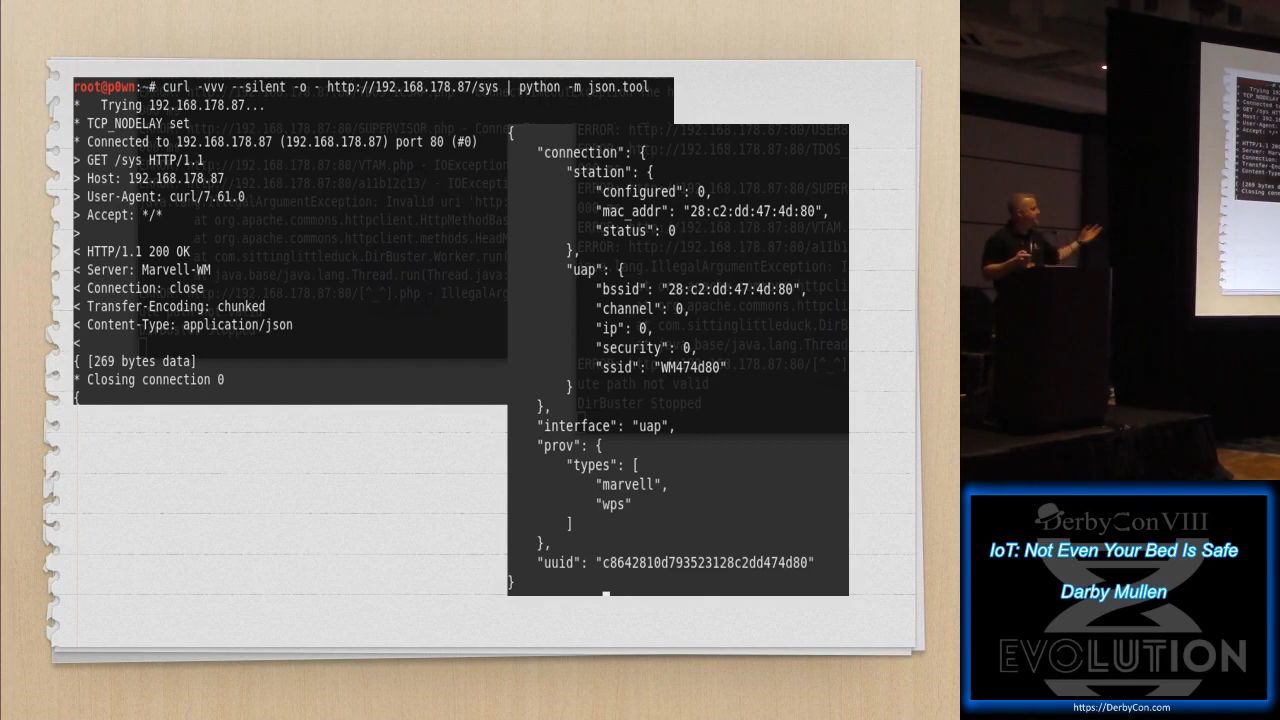 root@p0wn:~# curl -vvv --silent -o - http://192.168.178.87/sys | python -m json.tool
*   Trying 192.168.178.87...
* TCP_NODELAY set
* Connected to 192.168.178.87 (192.168.178.87) port 80 (#0)
> GET /sys HTTP/1.1
> Host: 192.168.178.87
> User-Agent: curl/7.61.0
> Accept: */*
>
< HTTP/1.1 200 OK
< Server: Marvell-WM
< Connection: close
< Transfer-Encoding: chunked
< Content-Type: application/json
<
{ [269 bytes data]
* Closing connection 0
{
{
"connection": {
"station": {
"configured": 0,
"mac_addr": "28:c2:dd:47:4d:80",
"status": 0
},
"uap": {
"bssid": "28:c2:dd:47:4d:80",
"channel": 0,
"ip": 0,
"security": 0,
"ssid": "WM474d80"
}
},
"interface": "uap",
"prov": {
"types": [
"marvell",
"wps"
]
},
"uuid": "c8642810d793523128c2dd474d80"
}
DirBuster Stopped
DerbyCon VIII
IoT: Not Even Your Bed Is Safe
Darby Mullen
EVOLUTION
https://DerbyCon.com